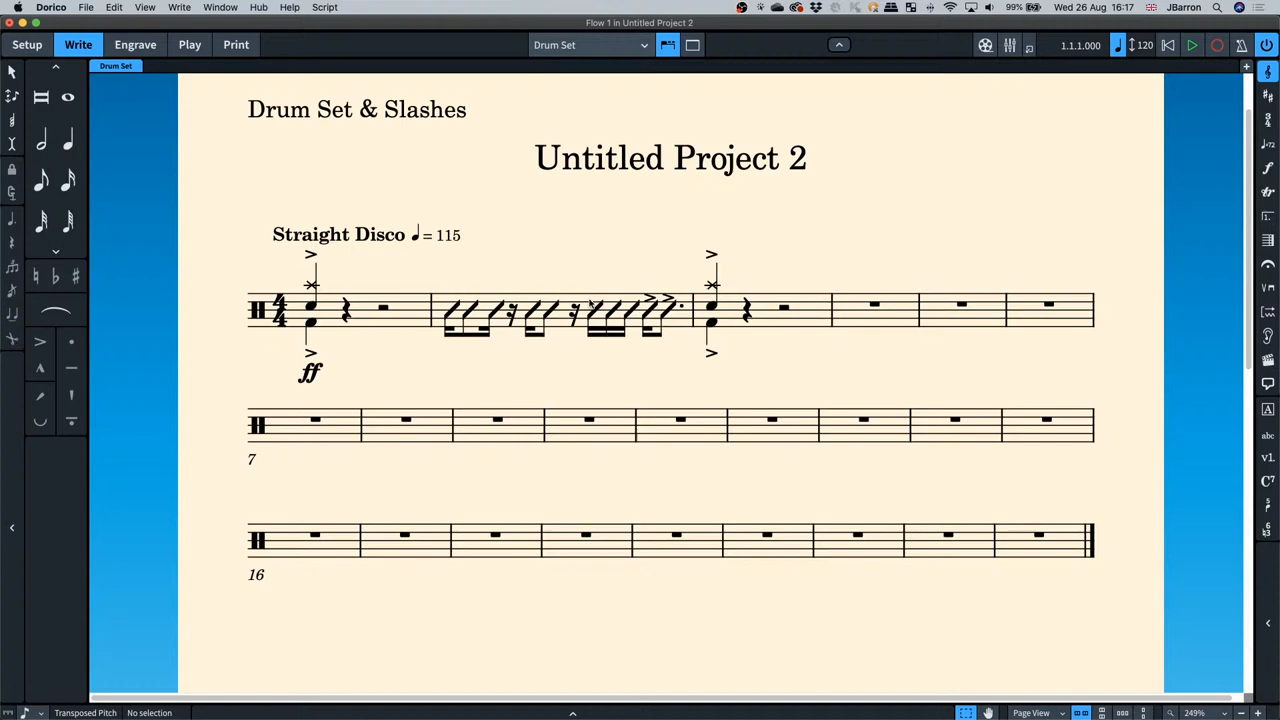 Dorico File Edit View Write Window Hub Script 99% Wed 26 Aug 16:17 JBarron
Flow 1 in Untitled Project 2
Setup Write Engrave Play Print Drum Set 1.1.1.000 120
Drum Set
Drum Set & Slashes
Untitled Project 2
Straight Disco = 115
4
4
ff
7
16
Transposed Pitch No selection Page View 249%